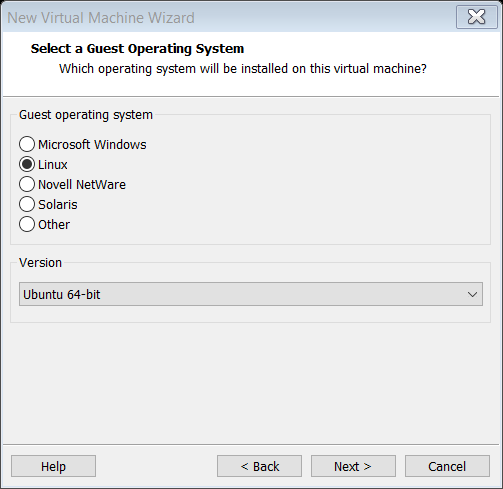 New Virtual Machine Wizard
Select a Guest Operating System
Which operating system will be installed on this virtual machine?
Guest operating system
Microsoft Windows
Linux
Novell NetWare
Solaris
Other
Version
Ubuntu 64-bit
Help
< Back
Next >
Cancel